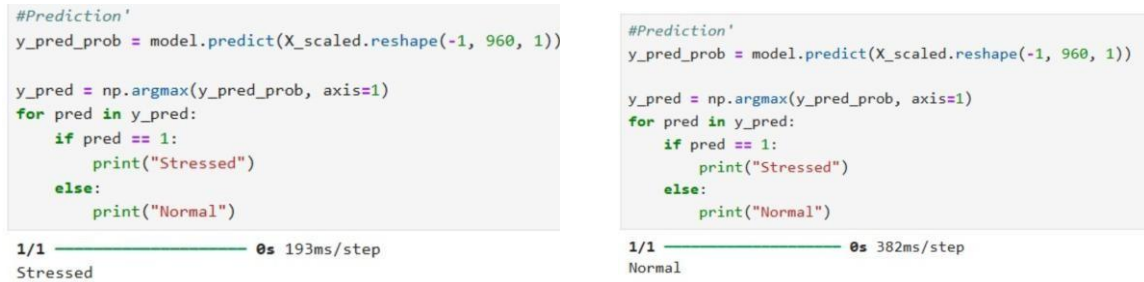 #Prediction'
y_pred_prob = model.predict(X_scaled.reshape(-1, 960, 1))
y_pred = np.argmax(y_pred_prob, axis=1)
for pred in y_pred:
    if pred == 1:
        print("Stressed")
    else:
        print("Normal")
1/1 0s 193ms/step
Stressed
#Prediction'
y_pred_prob = model.predict(X_scaled.reshape(-1, 960, 1))
y_pred = np.argmax(y_pred_prob, axis=1)
for pred in y_pred:
    if pred == 1:
        print("Stressed")
    else:
        print("Normal")
1/1 0s 382ms/step
Normal